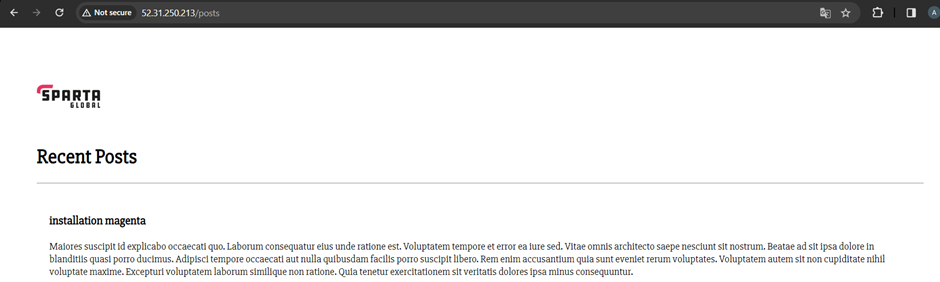 Not secure 52.31.250.213/posts
A
SPARTA
GLOBAL
Recent Posts
installation magenta
Maiores suscipit id explicabo occaecati quo. Laborum consequatur eius unde ratione est. Voluptatem tempore et error ea iure sed. Vitae omnis architecto saepe nesciunt sit nostrum. Beatae ad sit ipsa dolore in
blanditiis quasi porro ducimus. Adipisci tempore occaecati aut nulla quibusdam facilis porro suscipit libero. Rem enim accusantium quia sunt eveniet rerum voluptates. Voluptatem autem sit non cupiditate nihil
voluptate maxime. Excepturi voluptatem laborum similique non ratione. Quia tenetur exercitationem sit veritatis dolores ipsa minus consequuntur.